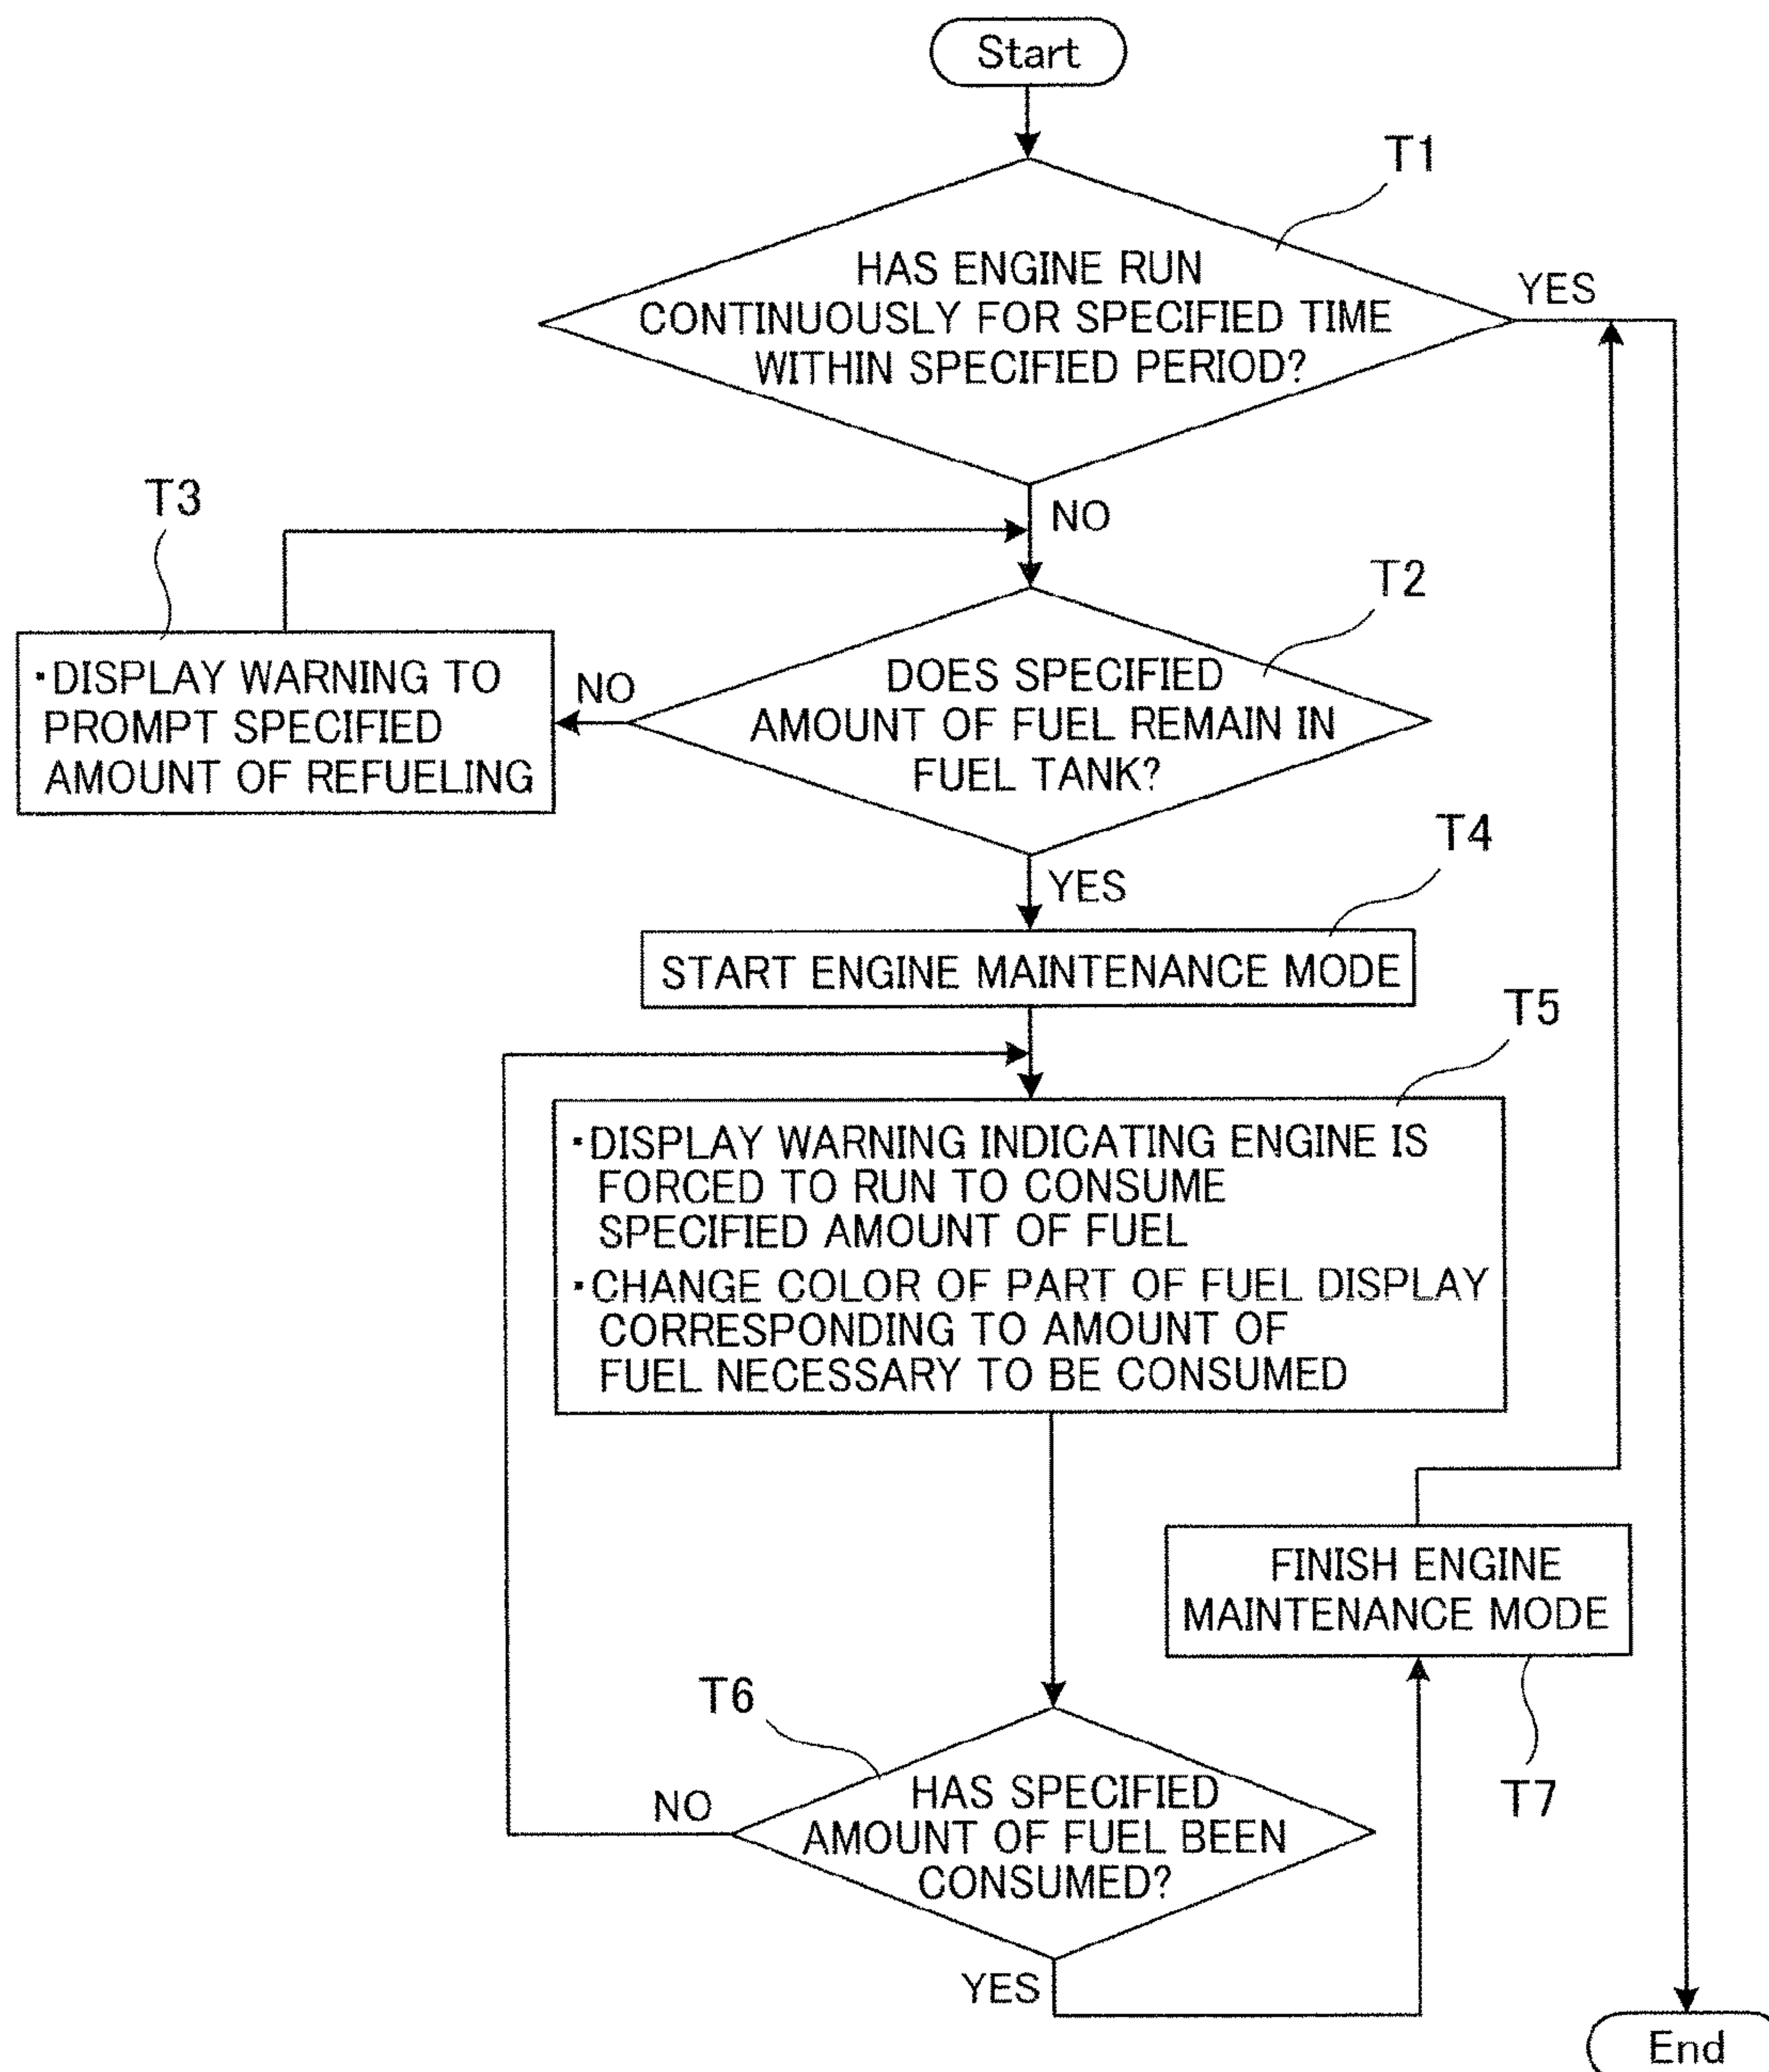 Start
T1
HAS ENGINE RUN
CONTINUOUSLY FOR SPECIFIED TIME
WITHIN SPECIFIED PERIOD?
YES
NO
T3
T2
・DISPLAY WARNING TO
PROMPT SPECIFIED
AMOUNT OF REFUELING
NO
DOES SPECIFIED
AMOUNT OF FUEL REMAIN IN
FUEL TANK?
YES
T4
START ENGINE MAINTENANCE MODE
T5
・DISPLAY WARNING INDICATING ENGINE IS
FORCED TO RUN TO CONSUME
SPECIFIED AMOUNT OF FUEL
・CHANGE COLOR OF PART OF FUEL DISPLAY
CORRESPONDING TO AMOUNT OF
FUEL NECESSARY TO BE CONSUMED
FINISH ENGINE
MAINTENANCE MODE
T7
T6
HAS SPECIFIED
AMOUNT OF FUEL BEEN
CONSUMED?
NO
YES
End